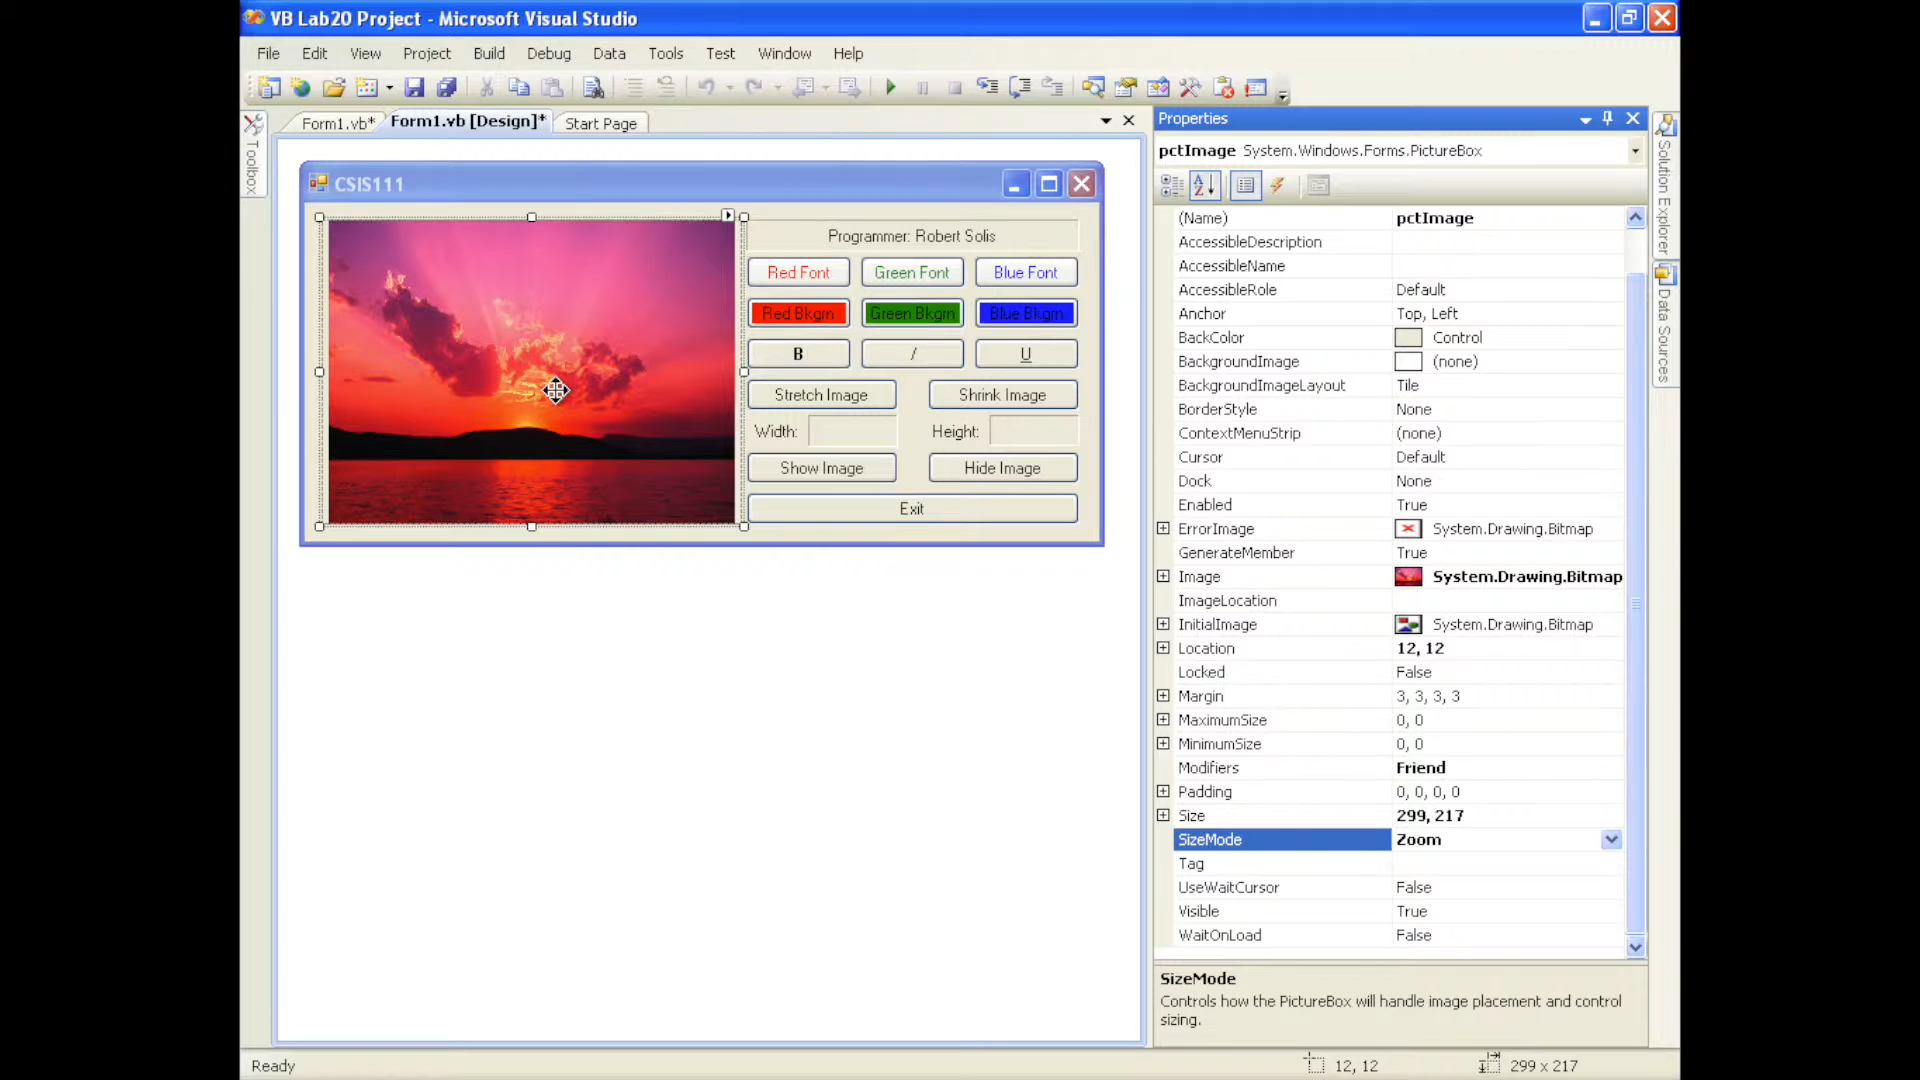 VB Lab20 Project - Microsoft Visual Studio
File Edit View Project Build Debug Data Tools Test Window Help
Toolbox
Form1.vb* Form1.vb [Design]* Start Page
CSIS111
Programmer: Robert Solis
Red Font Green Font Blue Font
Red Bkgrn Green Bkgrn Blue Bkgrn
B I U
Stretch Image Shrink Image
Width: Height:
Show Image Hide Image
Exit
Properties
pctImage System.Windows.Forms.PictureBox
(Name) pctImage
AccessibleDescription
AccessibleName
AccessibleRole Default
Anchor Top, Left
BackColor Control
BackgroundImage (none)
BackgroundImageLayout Tile
BorderStyle None
ContextMenuStrip (none)
Cursor Default
Dock None
Enabled True
ErrorImage System.Drawing.Bitmap
GenerateMember True
Image System.Drawing.Bitmap
ImageLocation
InitialImage System.Drawing.Bitmap
Location 12, 12
Locked False
Margin 3, 3, 3, 3
MaximumSize 0, 0
MinimumSize 0, 0
Modifiers Friend
Padding 0, 0, 0, 0
Size 299, 217
SizeMode Zoom
Tag
UseWaitCursor False
Visible True
WaitOnLoad False
SizeMode
Controls how the PictureBox will handle image placement and control
sizing.
Solution Explorer
Data Sources
Ready 12, 12 299 x 217